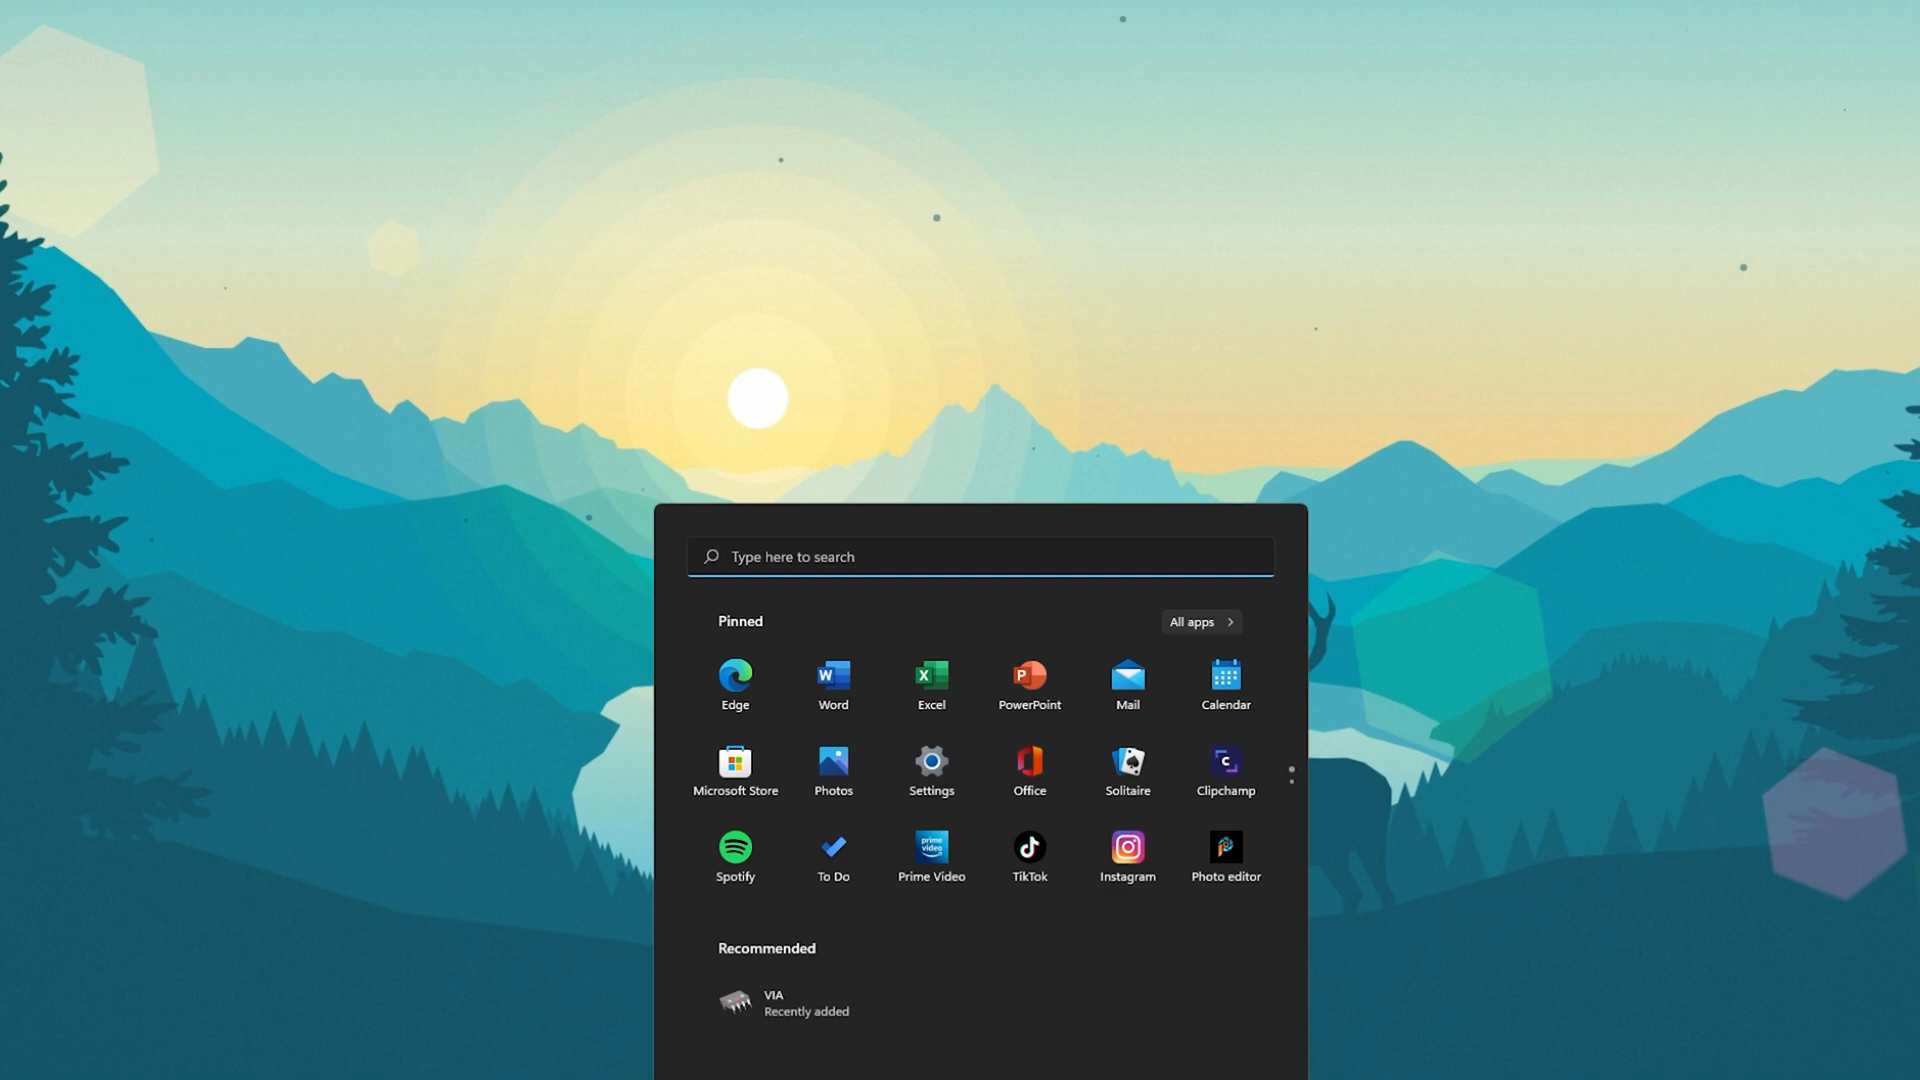 Type here to search
Pinned
All apps
Edge
Word
Excel
PowerPoint
Mail
Calendar
Microsoft Store
Photos
Settings
Office
Solitaire
Clipchamp
prime
video
Spotify
To Do
Prime Video
TikTok
Instagram
Photo editor
Recommended
VIA
Recently added